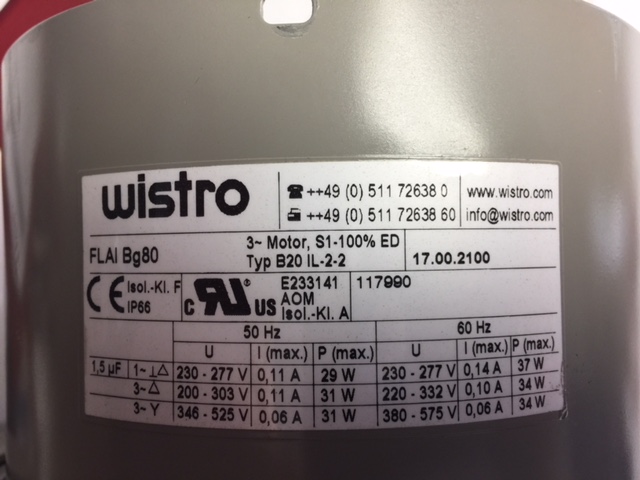 wistro
☎ ++49 (0) 511 72638 0 www.wistro.com
++49 (0) 511 72638 60 info@wistro.com
FLAI Bg80 3~ Motor, S1-100% ED
Typ B20 IL-2-2 17.00.2100
CE Isol.-Kl. F IP66 c RU ® US E233141 AOM Isol.-Kl. A 117990
50 Hz 60 Hz
U I (max.) P (max.) U I (max.) P (max.)
1,5 µF 1~ ⊥△ 230 - 277 V 0,11 A 29 W 230 - 277 V 0,14 A 37 W
3~ △ 200 - 303 V 0,11 A 31 W 220 - 332 V 0,10 A 34 W
3~ Y 346 - 525 V 0,06 A 31 W 380 - 575 V 0,06 A 34 W